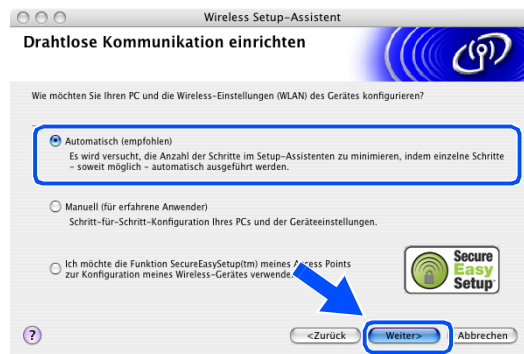 Wireless Setup-Assistent
Drahtlose Kommunikation einrichten
Wie möchten Sie Ihren PC und die Wireless-Einstellungen (WLAN) des Gerätes konfigurieren?
Automatisch (empfohlen)
Es wird versucht, die Anzahl der Schritte im Setup-Assistenten zu minimieren, indem einzelne Schritte
- soweit möglich - automatisch ausgeführt werden.
Manuell (für erfahrene Anwender)
Schritt-für-Schritt-Konfiguration Ihres PCs und der Geräteeinstellungen.
Ich möchte die Funktion SecureEasySetup(tm) meines Access Points
zur Konfiguration meines Wireless-Gerätes verwende
Secure
Easy
Setup
?
<Zurück
Weiter>
Abbrechen